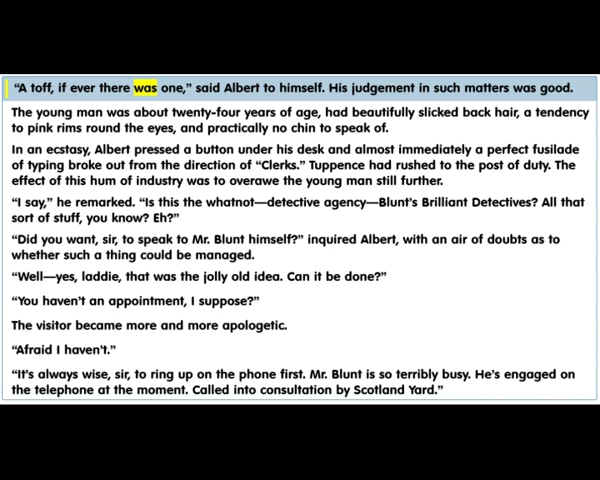 “A toff, if ever there was one,” said Albert to himself. His judgement in such matters was good.
The young man was about twenty-four years of age, had beautifully slicked back hair, a tendency
to pink rims round the eyes, and practically no chin to speak of.
In an ecstasy, Albert pressed a button under his desk and almost immediately a perfect fusilade
of typing broke out from the direction of “Clerks.” Tuppence had rushed to the post of duty. The
effect of this hum of industry was to overawe the young man still further.
“I say,” he remarked. “Is this the whatnot—detective agency—Blunt’s Brilliant Detectives? All that
sort of stuff, you know? Eh?”
“Did you want, sir, to speak to Mr. Blunt himself?” inquired Albert, with an air of doubts as to
whether such a thing could be managed.
“Well—yes, laddie, that was the jolly old idea. Can it be done?”
“You haven’t an appointment, I suppose?”
The visitor became more and more apologetic.
“Afraid I haven’t.”
“It’s always wise, sir, to ring up on the phone first. Mr. Blunt is so terribly busy. He’s engaged on
the telephone at the moment. Called into consultation by Scotland Yard.”